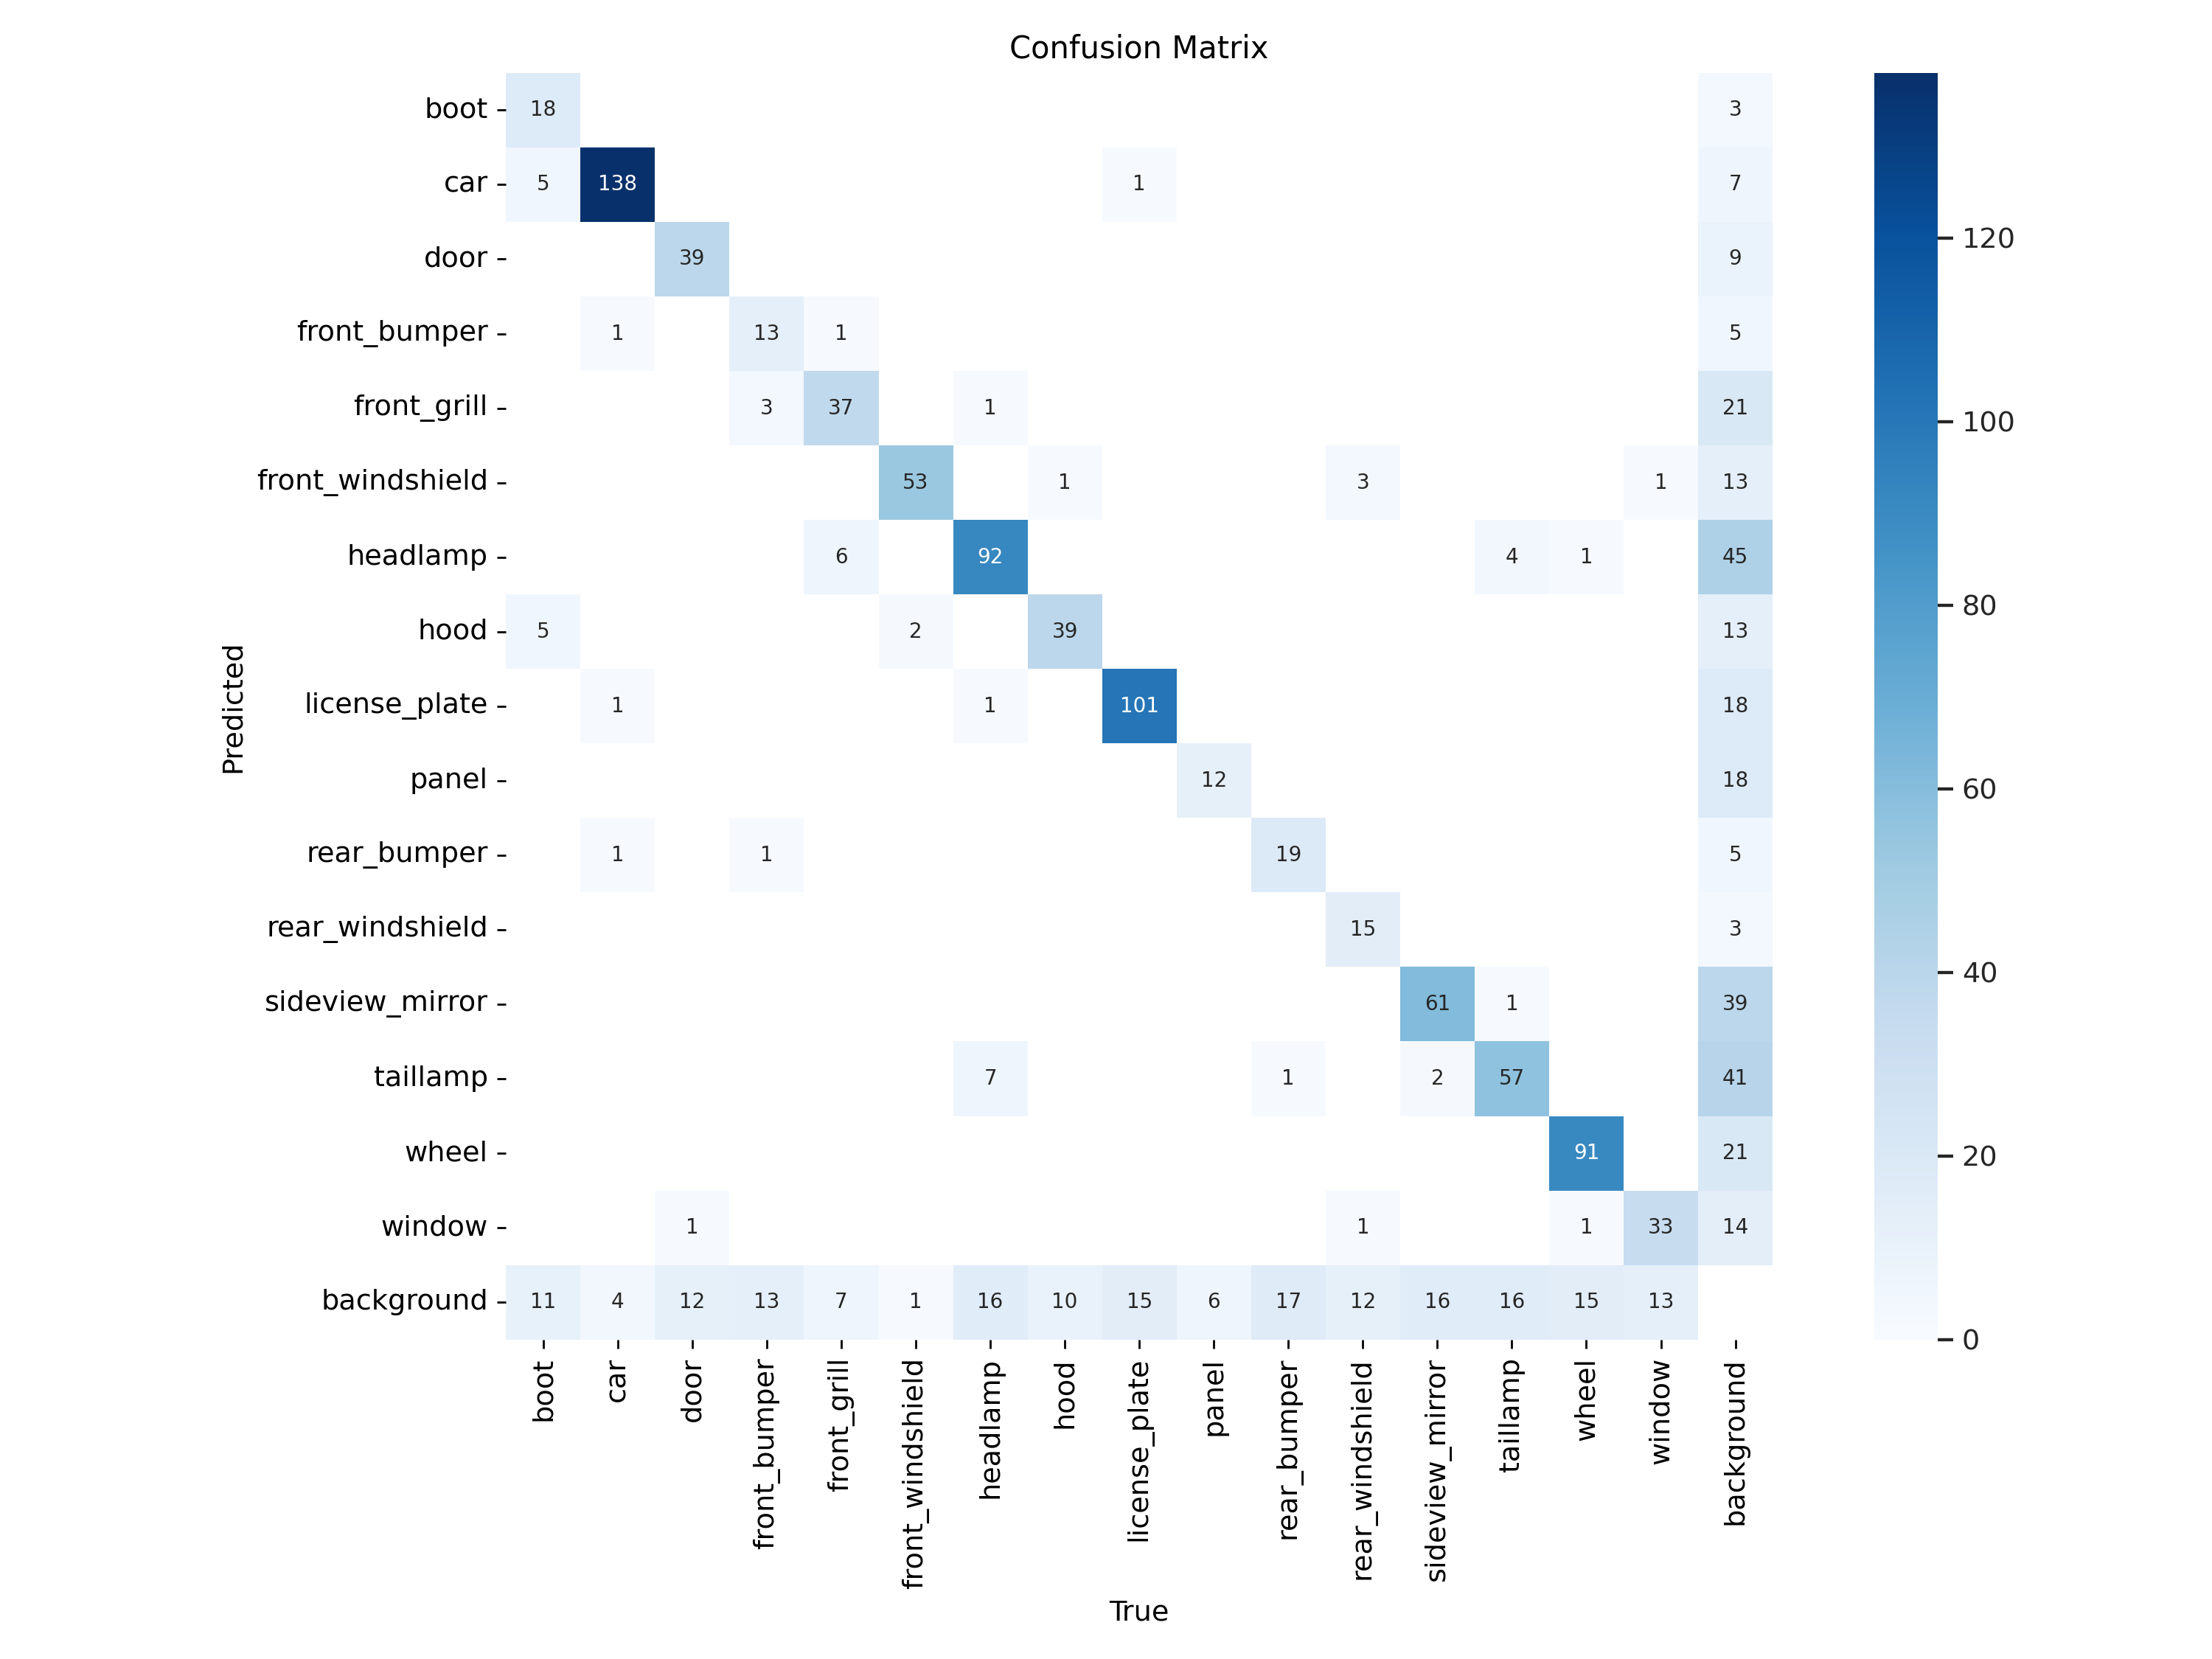 Confusion Matrix
boot 18 3
car 5 138 1 7
door 39 9
front_bumper 1 13 1 5
front_grill 3 37 1 21
front_windshield 53 1 3 1 13
headlamp 6 92 4 1 45
hood 5 2 39 13
license_plate 1 1 101 18
panel 12 18
rear_bumper 1 1 19 5
rear_windshield 15 3
sideview_mirror 61 1 39
taillamp 7 1 2 57 41
wheel 91 21
window 1 1 1 33 14
background 11 4 12 13 7 1 16 10 15 6 17 12 16 16 15 13
boot car door front_bumper front_grill front_windshield headlamp hood license_plate panel rear_bumper rear_windshield sideview_mirror taillamp wheel window background
True
Predicted
120
100
80
60
40
20
0